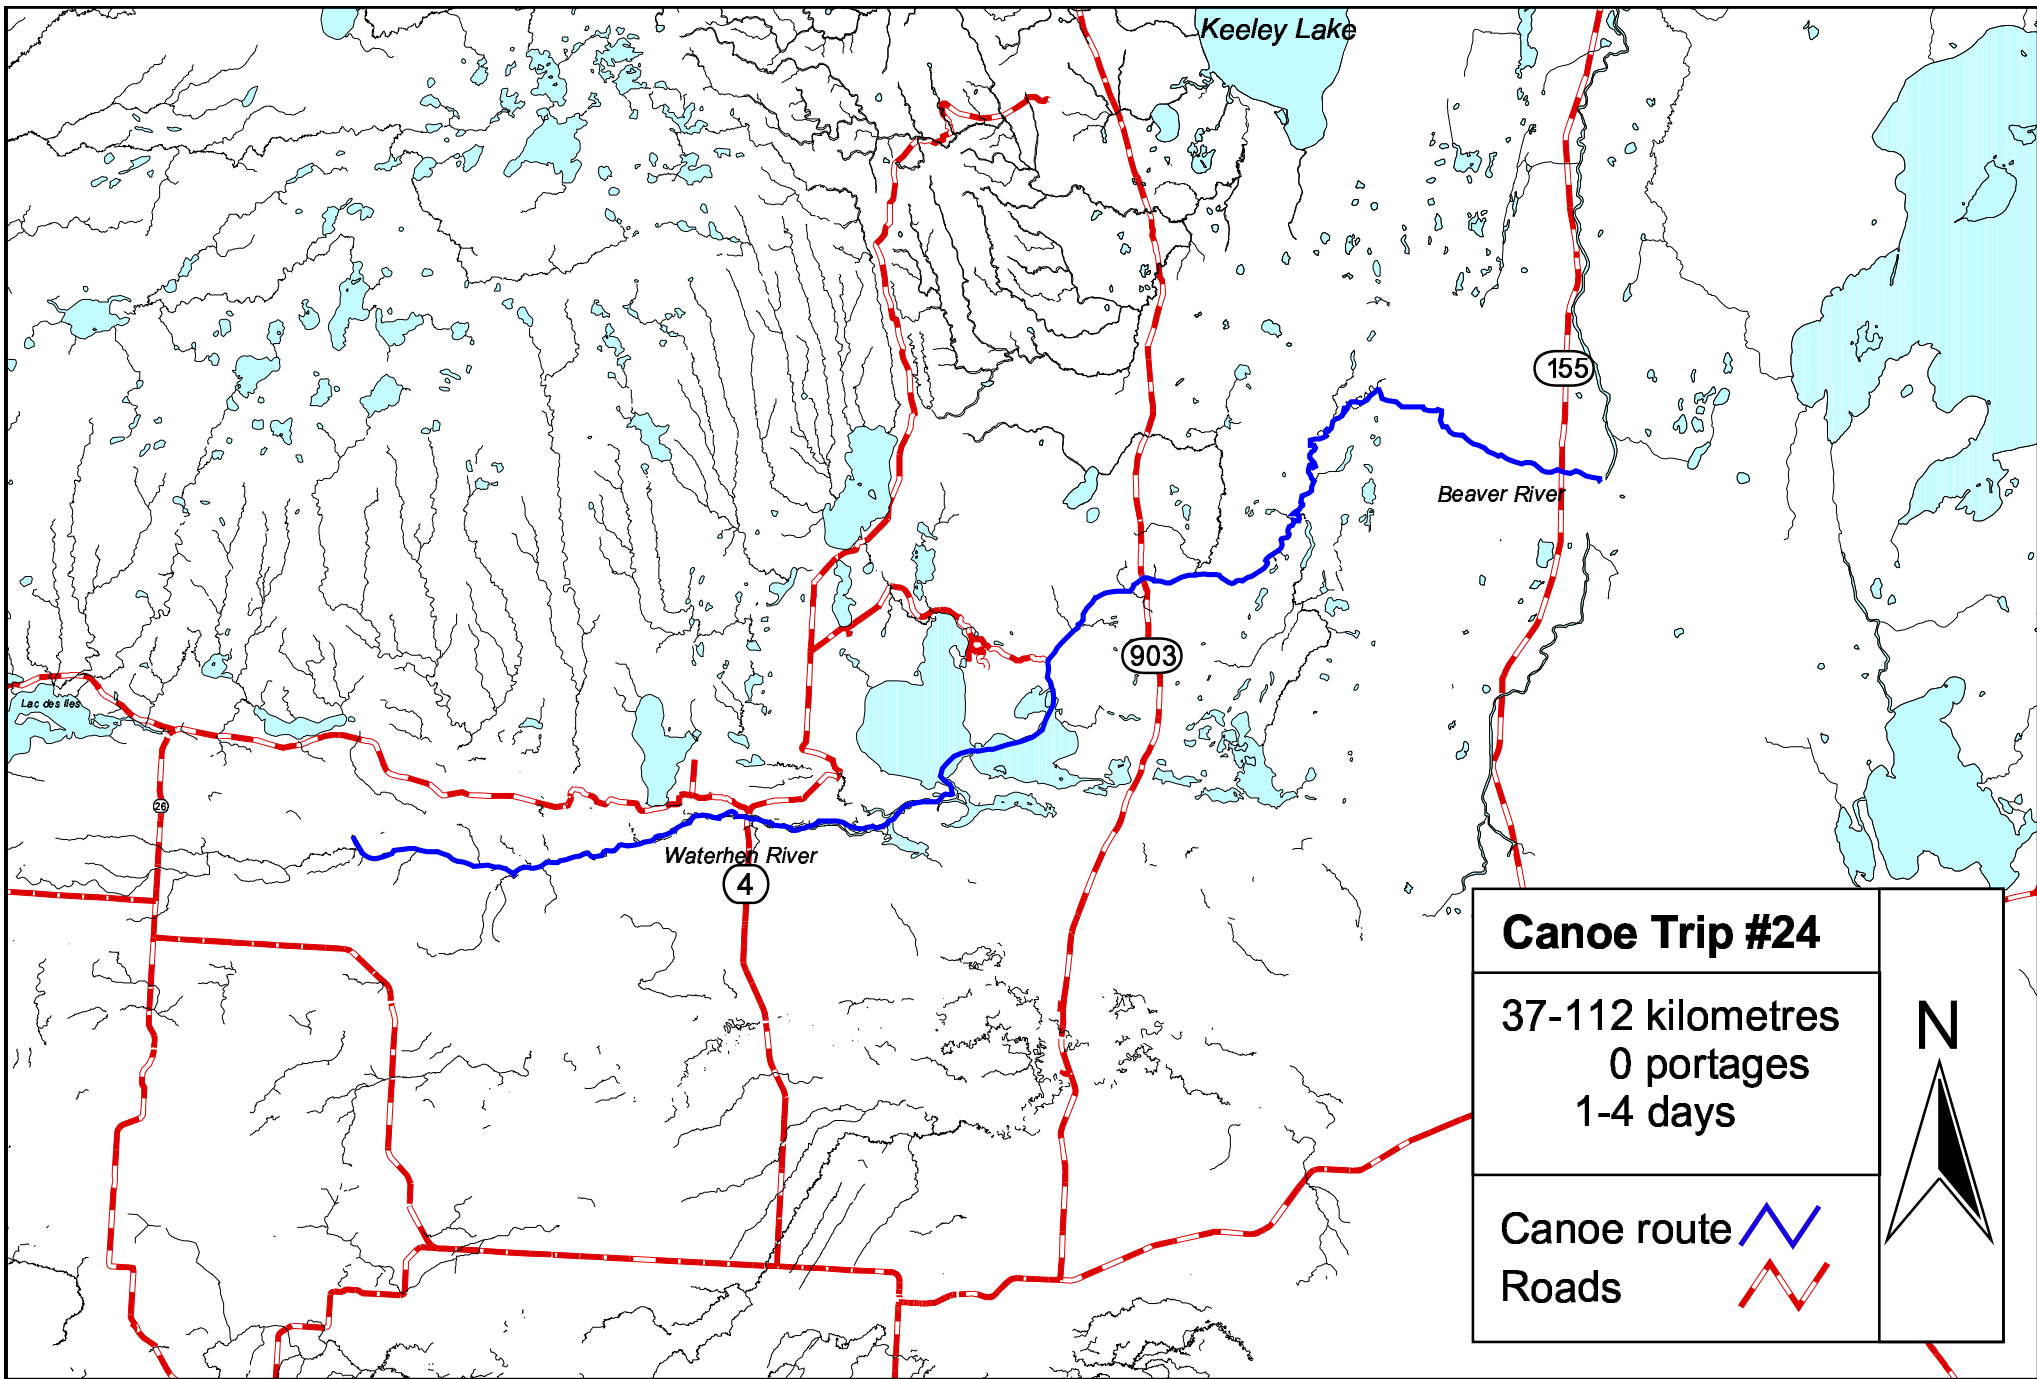 Keeley Lake
155
Beaver River
903
Lac des Iles
26
Waterhen River
4
Canoe Trip #24
37-112 kilometres
0 portages
1-4 days
N
Canoe route
Roads